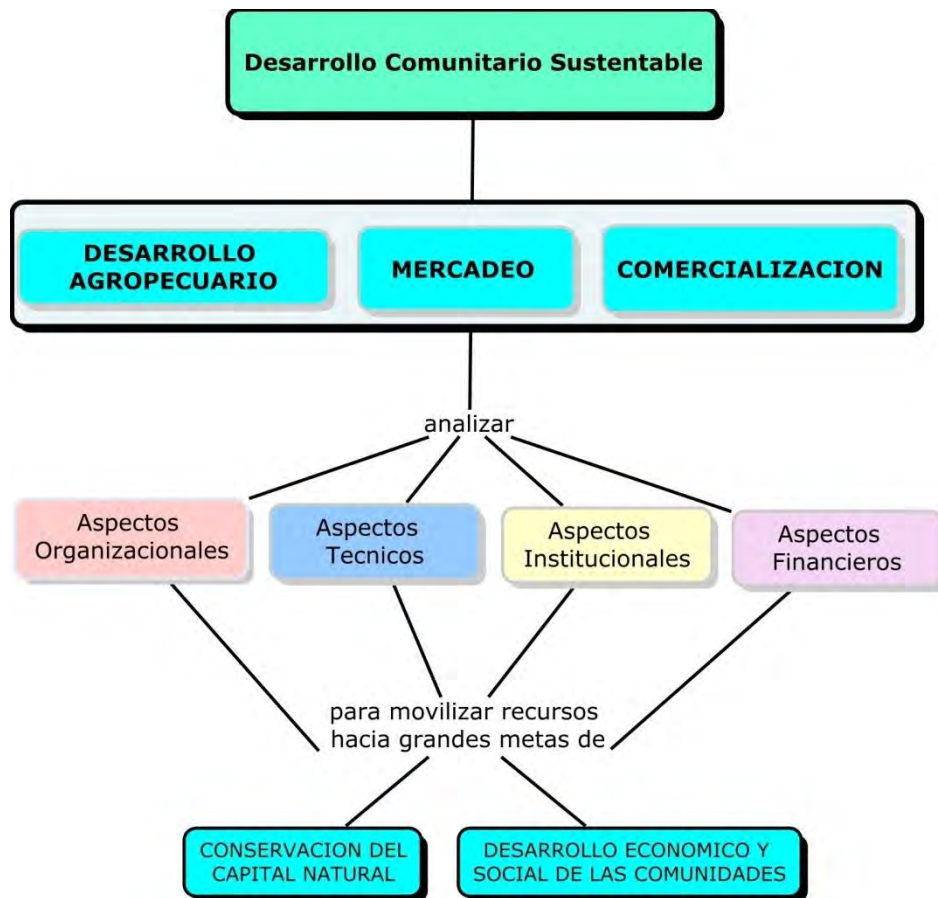 Desarrollo Comunitario Sustentable
DESARROLLO
AGROPECUARIO
MERCADEO
COMERCIALIZACION
analizar
Aspectos
Organizacionales
Aspectos
Tecnicos
Aspectos
Institucionales
Aspectos
Financieros
para movilizar recursos
hacia grandes metas de
CONSERVACION DEL
CAPITAL NATURAL
DESARROLLO ECONOMICO Y
SOCIAL DE LAS COMUNIDADES